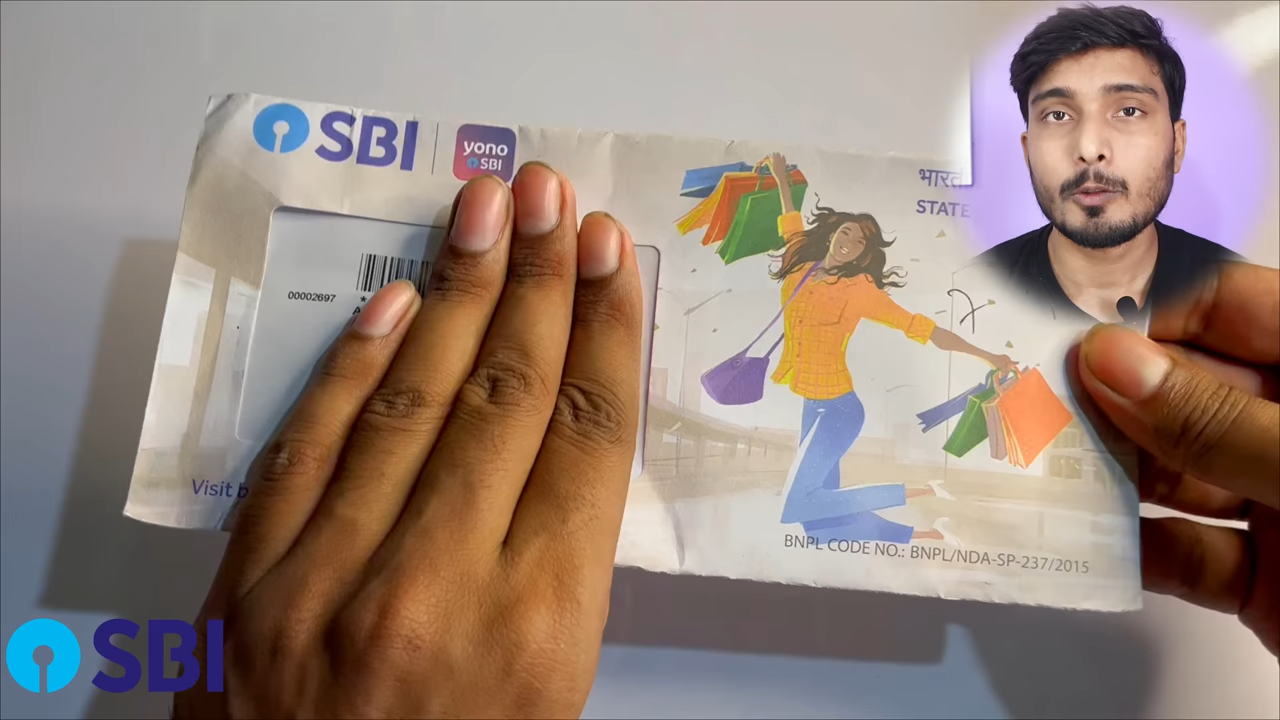 SBI
yono
SBI
भारत
STATE
00002697
*
A
Visit
BNPL CODE NO.: BNPL/NDA-SP-237/2015
SBI